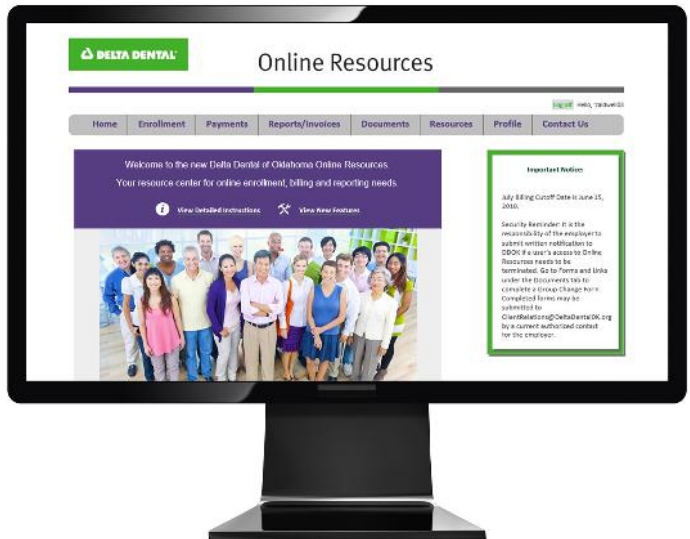 DELTA DENTAL
Online Resources
Log off Hello,
Home Enrollment Payments Reports/Invoices Documents Resources Profile Contact Us
Welcome to the new Delta Dental of Oklahoma Online Resources.
Your resource center for online enrollment, billing and reporting needs.
View Detailed Instructions View New Features
Important Notice:
July Billing Cutoff Date is June 15,
2010.
Security Reminder: It is the
responsibility of the employer to
submit written notification to
DDOK if a user's access to Online
Resources needs to be
terminated. Go to Forms and Links
under the Documents tab to
complete a Group Change Form.
Completed forms may be
submitted to
ClientRelations@DeltaDentalOK.org
by a current authorized contact
for the employer.